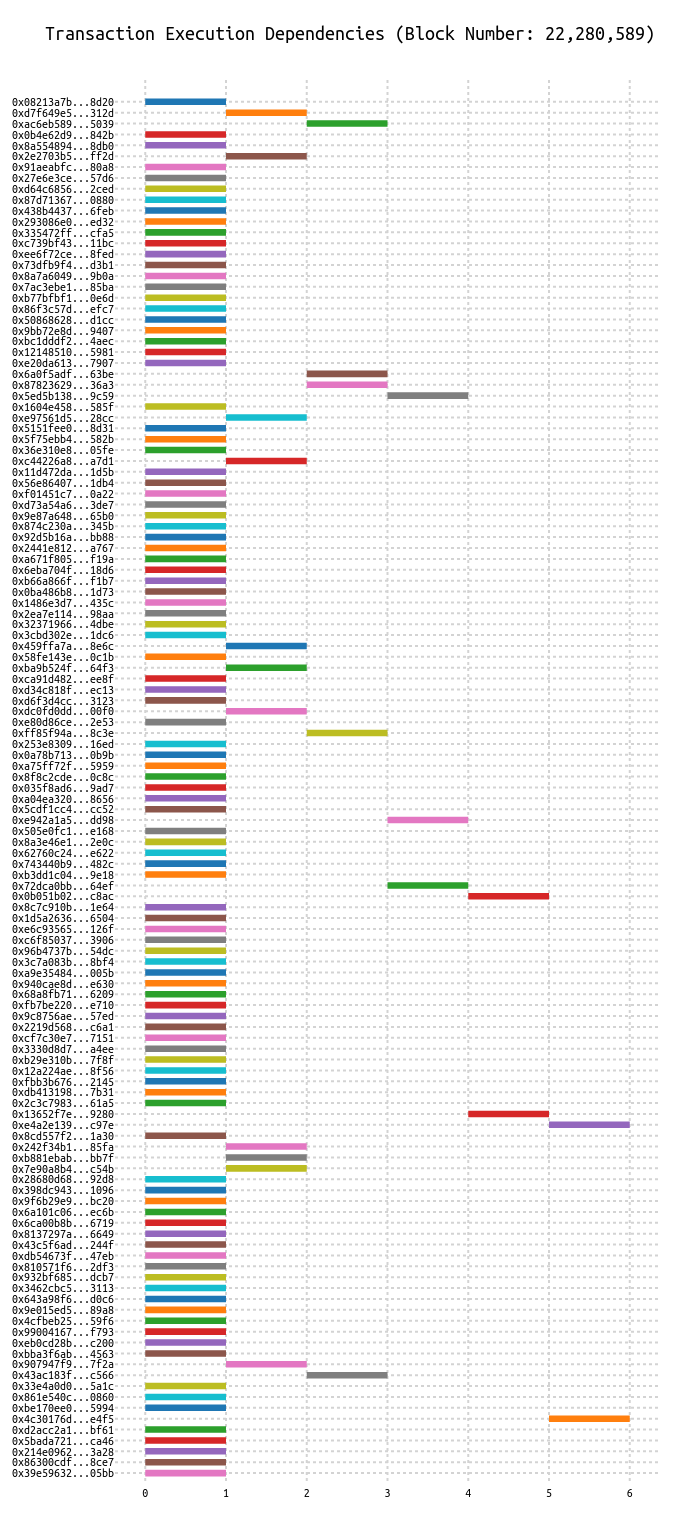 Transaction Execution Dependencies (Block Number: 22,280,589)
0x08213a7b...8d20
0xd7f649e5...312d
0xac6eb589...5039
0x0b4e62d9...842b
0x8a554894...8db0
0x2e2703b5...ff2d
0x91aeabfc...80a8
0x27e6e3ce...57d6
0xd64c6856...2ced
0x87d71367...0880
0x438b4437...6feb
0x293086e0...ed32
0x335472ff...cfa5
0xc739bf43...11bc
0xee6f72ce...8fed
0x73dfb9f4...d3b1
0x8a7a6049...9b0a
0x7ac3ebe1...85ba
0xb77bfbf1...0e6d
0x86f3c57d...efc7
0x50868628...d1cc
0x9bb72e8d...9407
0xbc1dddf2...4aec
0x12148510...5981
0xe20da613...7907
0x6a0f5adf...63be
0x87823629...36a3
0x5ed5b138...9c59
0x1604e458...585f
0xe97561d5...28cc
0x5151fee0...8d31
0x5f75ebb4...582b
0x36e310e8...05fe
0xc44226a8...a7d1
0x11d472da...1d5b
0x56e86407...1db4
0xf01451c7...0a22
0xd73a54a6...3de7
0x9e87a648...65b0
0x874c230a...345b
0x92d5b16a...bb88
0x2441e812...a767
0xa671f805...f19a
0x6eba704f...18d6
0xb66a866f...f1b7
0x0ba486b8...1d73
0x1486e3d7...435c
0x2ea7e114...98aa
0x32371966...4dbe
0x3cbd302e...1dc6
0x459ffa7a...8e6c
0x58fe143e...0c1b
0xba9b524f...64f3
0xca91d482...ee8f
0xd34c818f...ec13
0xd6f3d4cc...3123
0xdc0fd0dd...00f0
0xe80d86ce...2e53
0xff85f94a...8c3e
0x253e8309...16ed
0x0a78b713...0b9b
0xa75ff72f...5959
0x8f8c2cde...0c8c
0x035f8ad6...9ad7
0xa04ea320...8656
0x5cdf1cc4...cc52
0xe942a1a5...dd98
0x505e0fc1...e168
0x8a3e46e1...2e0c
0x62760c24...e622
0x743440b9...482c
0xb3dd1c04...9e18
0x72dca0bb...64ef
0x0b051b02...c8ac
0x8c7c910b...1e64
0x1d5a2636...6504
0xe6c93565...126f
0xc6f85037...3906
0x96b4737b...54dc
0x3c7a083b...8bf4
0xa9e35484...005b
0x940cae8d...e630
0x68a8fb71...6209
0xfb7be220...e710
0x9c8756ae...57ed
0x2219d568...c6a1
0xcf7c30e7...7151
0x3330d8d7...a4ee
0xb29e310b...7f8f
0x12a224ae...8f56
0xfbb3b676...2145
0xdb413198...7b31
0x2c3c7983...61a5
0x13652f7e...9280
0xe4a2e139...c97e
0x8cd557f2...1a30
0x242f34b1...85fa
0xb881ebab...bb7f
0x7e90a8b4...c54b
0x28680d68...92d8
0x398dc943...1096
0x9f6b29e9...bc20
0x6a101c06...ec6b
0x6ca00b8b...6719
0x8137297a...6649
0x43c5f6ad...244f
0xdb54673f...47eb
0x810571f6...2df3
0x932bf685...dcb7
0x3462cbc5...3113
0x643a98f6...d0c6
0x9e015ed5...89a8
0x4cfbeb25...59f6
0x99004167...f793
0xeb0cd28b...c200
0xbba3f6ab...4563
0x907947f9...7f2a
0x43ac183f...c566
0x33e4a0d0...5a1c
0x861e540c...0860
0xbe170ee0...5994
0x4c30176d...e4f5
0xd2acc2a1...bf61
0x5bada721...ca46
0x214e0962...3a28
0x86300cdf...8ce7
0x39e59632...05bb
0 1 2 3 4 5 6